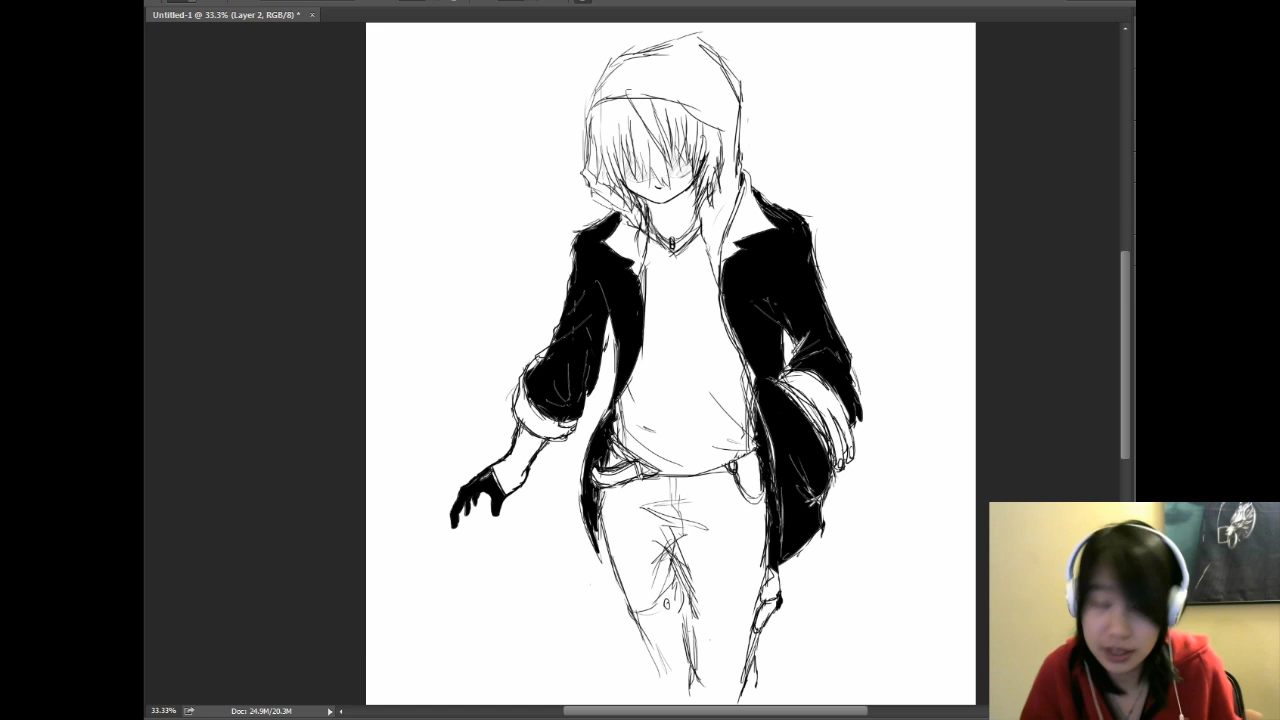 Untitled-1 @ 33.3% (Layer 2, RGB/8) *
33.33%
Doc: 24.9M/20.3M